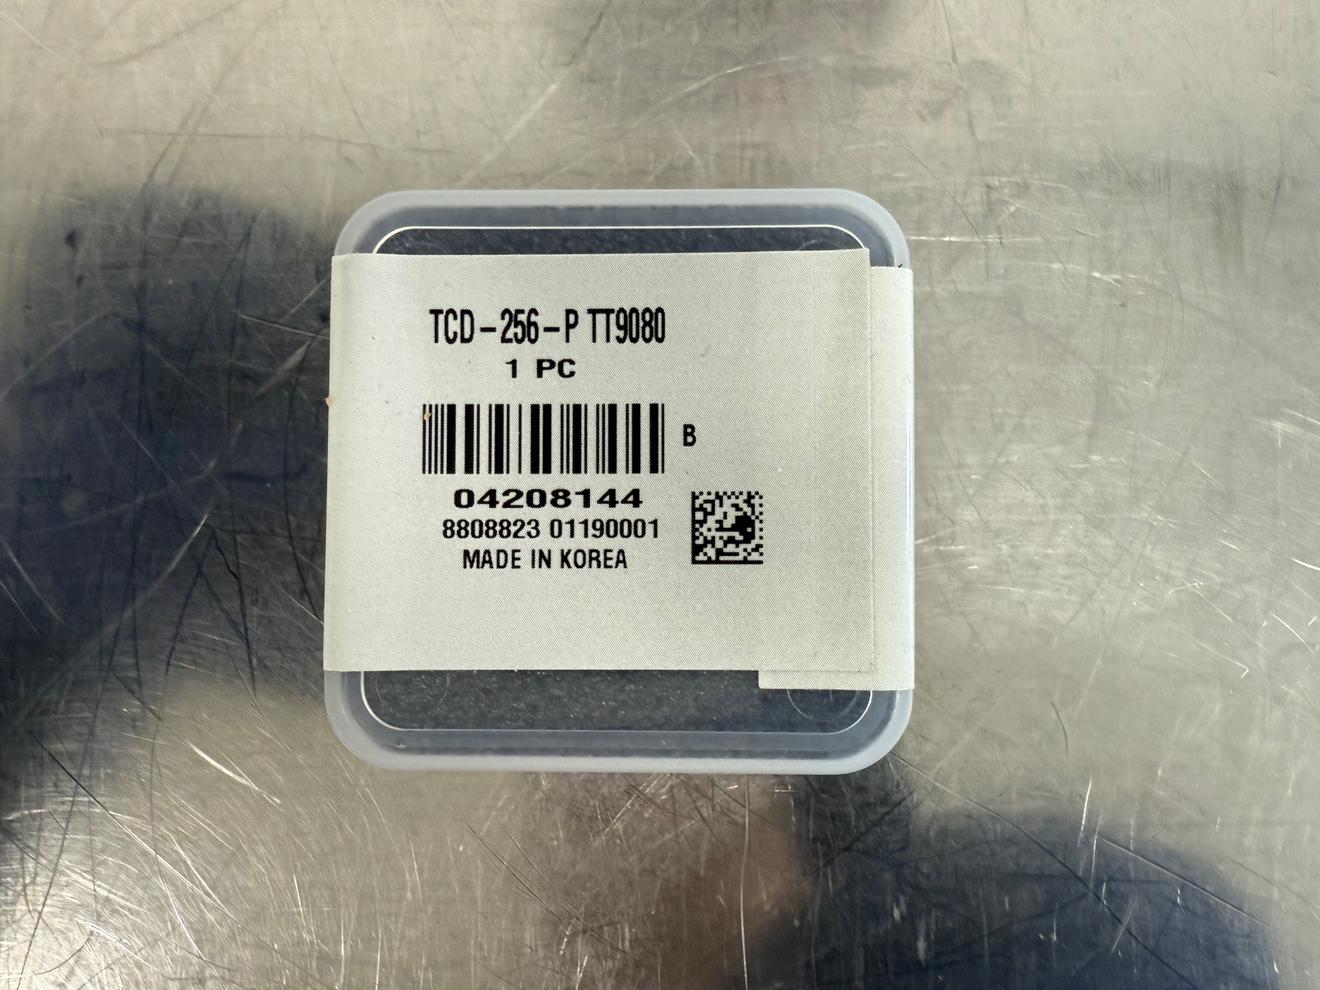 TCD-256-P TT9080
1 PC
B
04208144
8808823 01190001
MADE IN KOREA